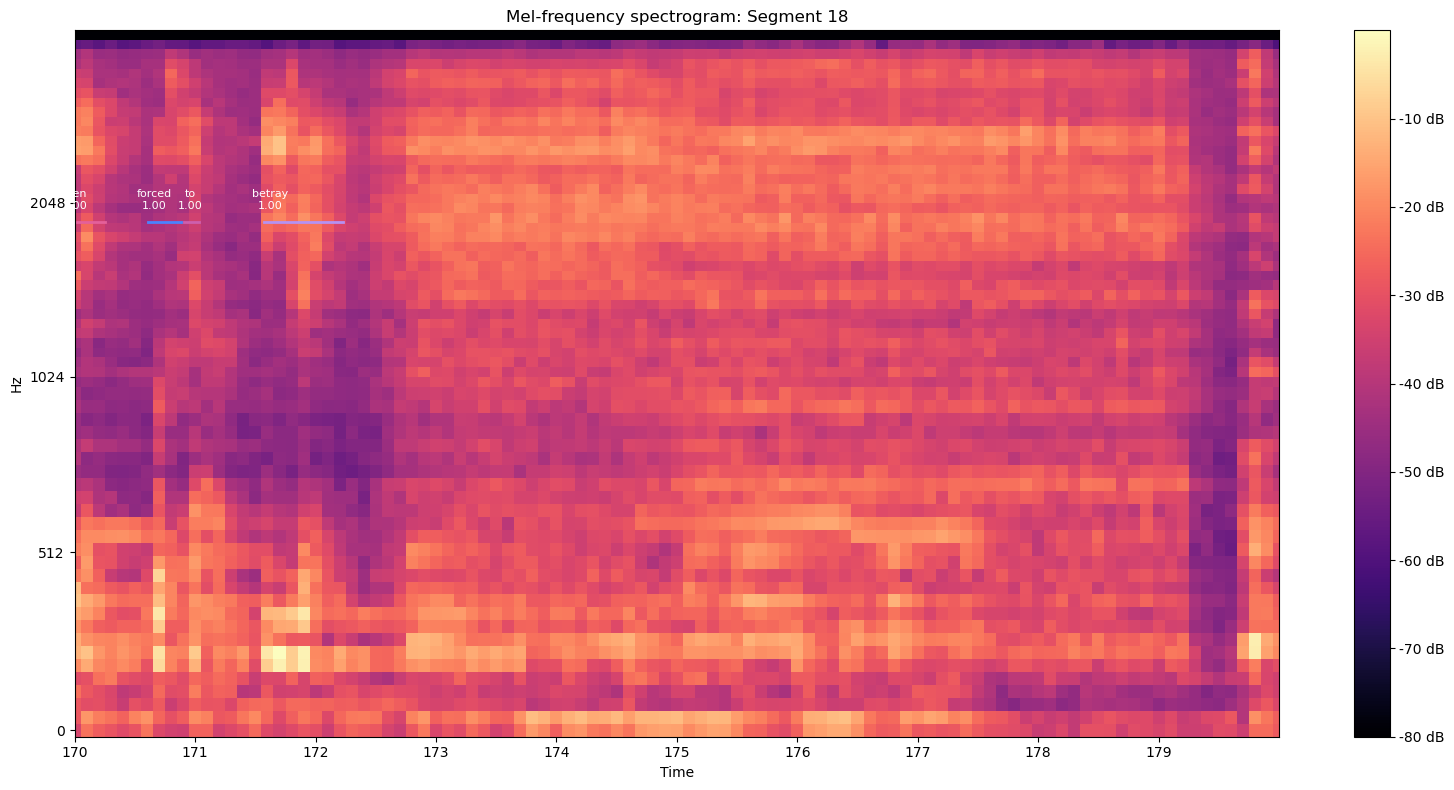 Mel-frequency spectrogram: Segment 18
en forced to betray
00 1.00 1.00 1.00
2048
1024
512
0
Hz
170 171 172 173 174 175 176 177 178 179
Time
-10 dB
-20 dB
-30 dB
-40 dB
-50 dB
-60 dB
-70 dB
-80 dB